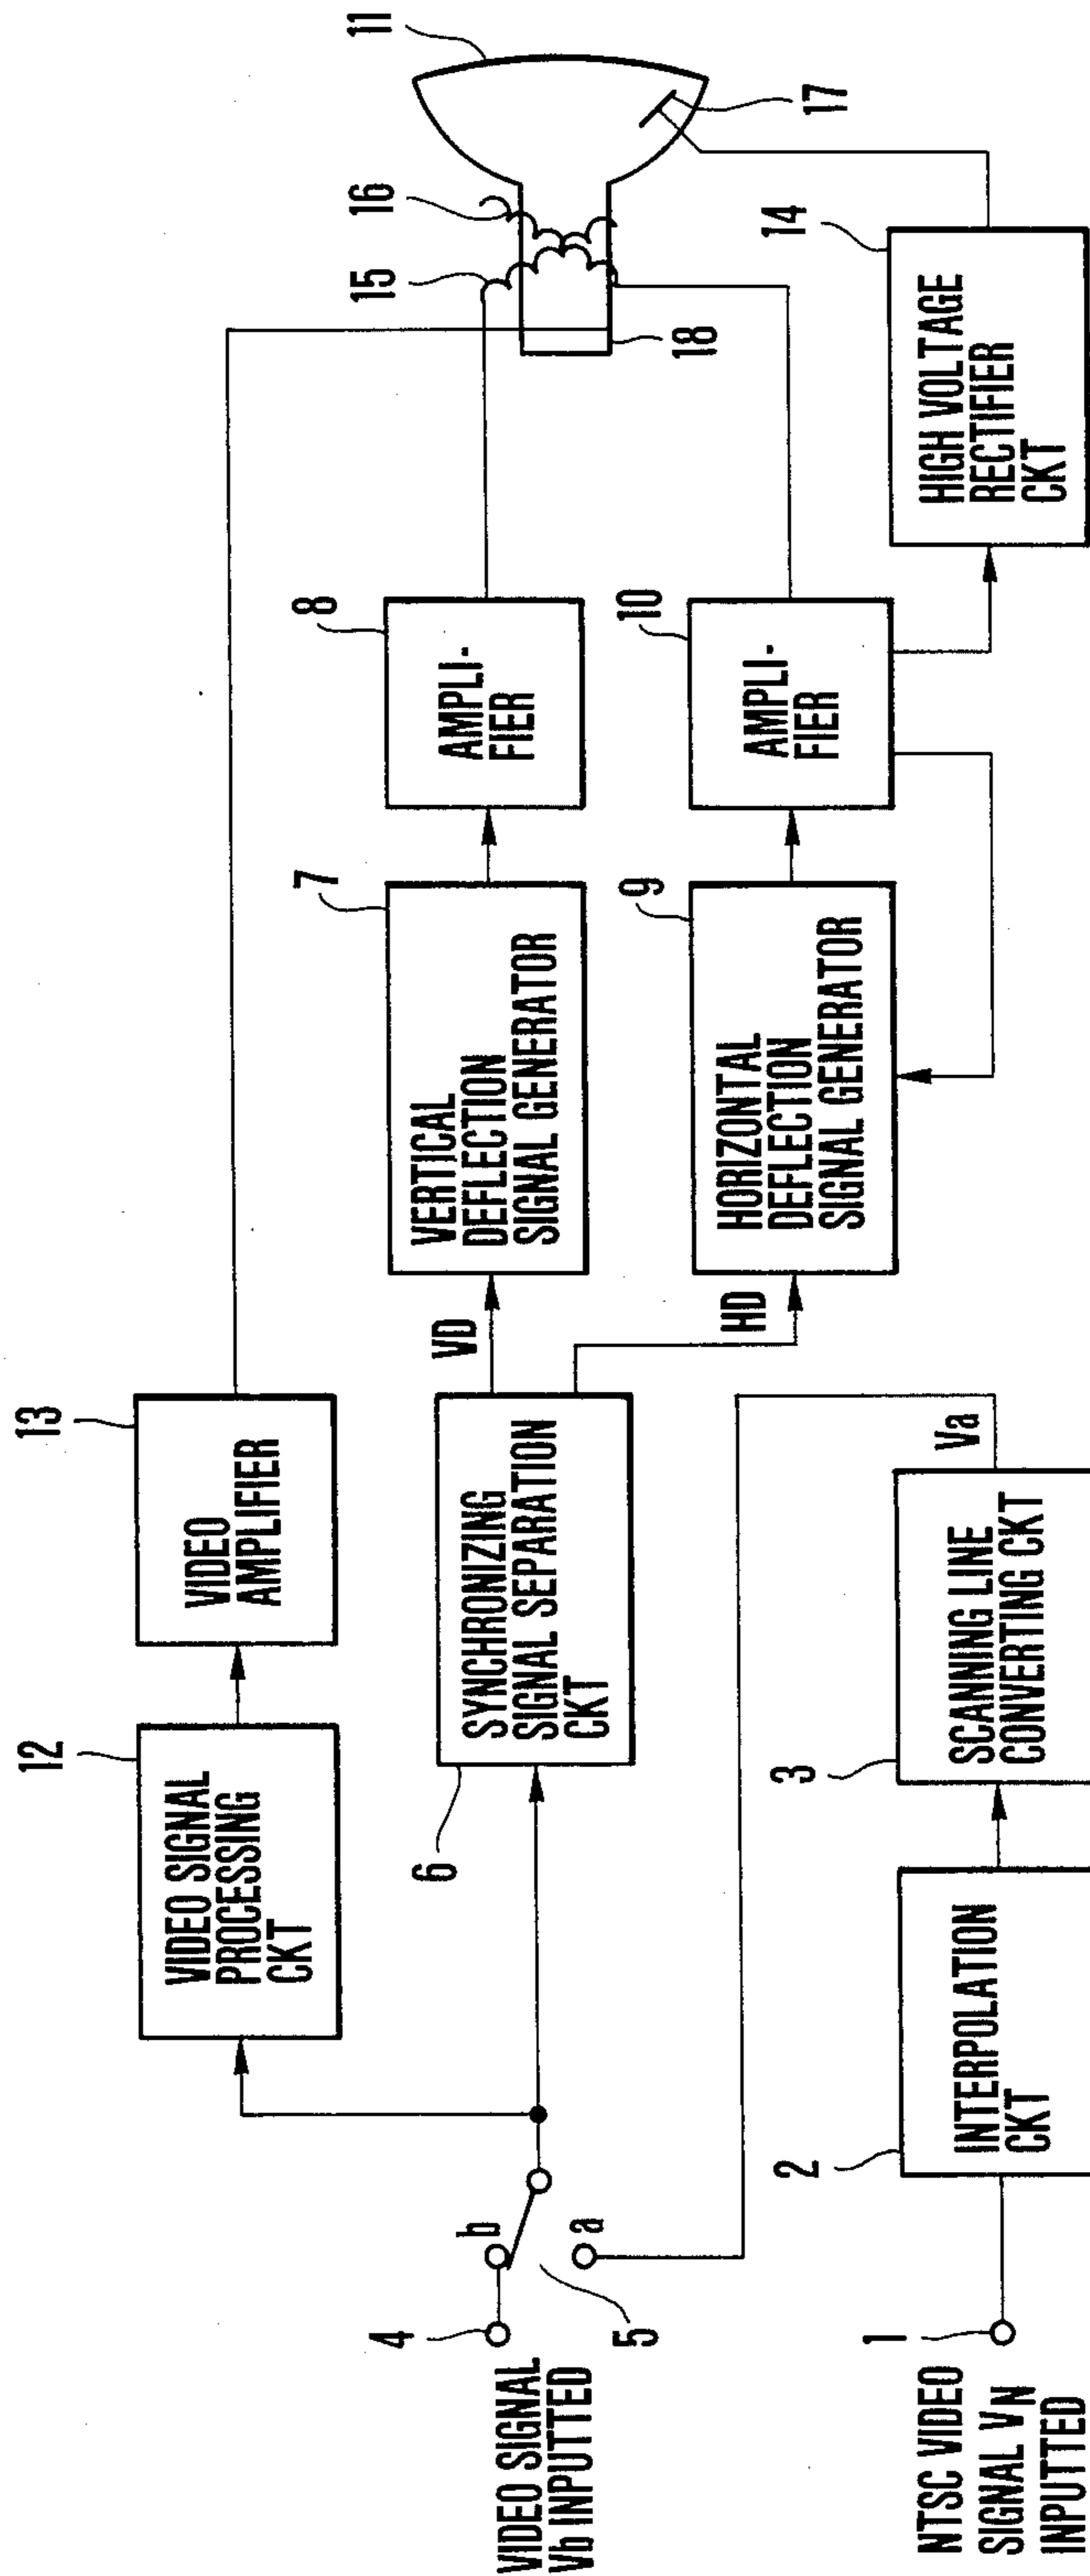 12
VIDEO SIGNAL
PROCESSING
CKT
13
VIDEO
AMPLIFIER
11
16
15
17
18
4
VIDEO SIGNAL
Vb INPUTTED
b
a
5
6
SYNCHRONIZING
SIGNAL SEPARATION
CKT
VD
HD
7
VERTICAL
DEFLECTION
SIGNAL GENERATOR
8
AMPLI-
FIER
9
HORIZONTAL
DEFLECTION
SIGNAL GENERATOR
10
AMPLI-
FIER
14
HIGH VOLTAGE
RECTIFIER
CKT
1
NTSC VIDEO
SIGNAL VN
INPUTTED
2
INTERPOLATION
CKT
3
SCANNING LINE
CONVERTING CKT
Va